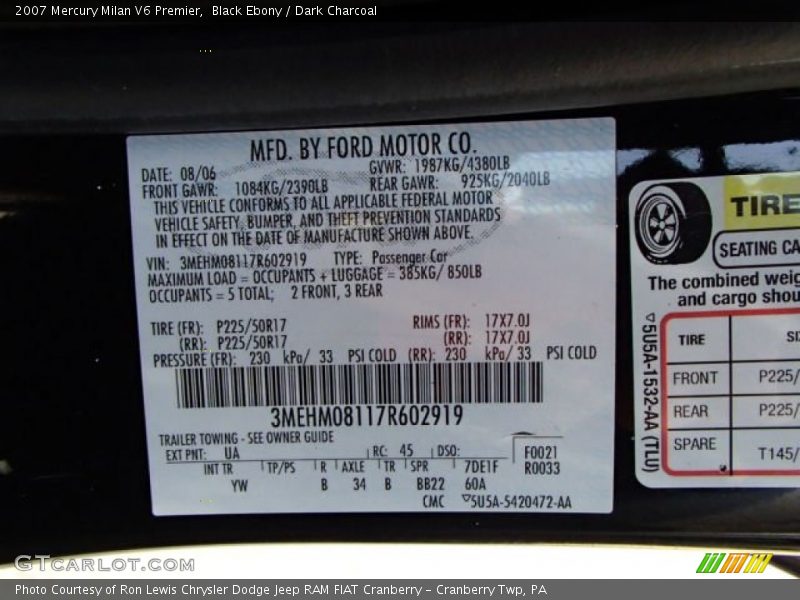 2007 Mercury Milan V6 Premier,  Black Ebony / Dark Charcoal
MFD. BY FORD MOTOR CO.
DATE: 08/06 GVWR: 1987KG/4380LB
FRONT GAWR: 1084KG/2390LB REAR GAWR: 925KG/2040LB
THIS VEHICLE CONFORMS TO ALL APPLICABLE FEDERAL MOTOR
VEHICLE SAFETY, BUMPER, AND THEFT PREVENTION STANDARDS
IN EFFECT ON THE DATE OF MANUFACTURE SHOWN ABOVE.
VIN: 3MEHM08117R602919 TYPE: Passenger Car
MAXIMUM LOAD = OCCUPANTS + LUGGAGE = 385KG/ 850LB
OCCUPANTS = 5 TOTAL; 2 FRONT, 3 REAR
TIRE (FR): P225/50R17 RIMS (FR): 17X7.0J
(RR): P225/50R17 (RR): 17X7.0J
PRESSURE (FR): 230 kPa/ 33 PSI COLD (RR): 230 kPa/ 33 PSI COLD
3MEHM08117R602919
TRAILER TOWING - SEE OWNER GUIDE
EXT PNT: UA RC: 45 DSO: F0021
INT TR TP/PS R AXLE TR SPR 7DE1F R0033
YW B 34 B BB22 60A
CMC 5U5A-5420472-AA
TIRE
SEATING CA
The combined weig
and cargo shou
5U5A-1532-AA (TLU)
TIRE SI
FRONT P225/
REAR P225/
SPARE T145/
GTCARLOT.COM
Photo Courtesy of Ron Lewis Chrysler Dodge Jeep RAM FIAT Cranberry – Cranberry Twp, PA